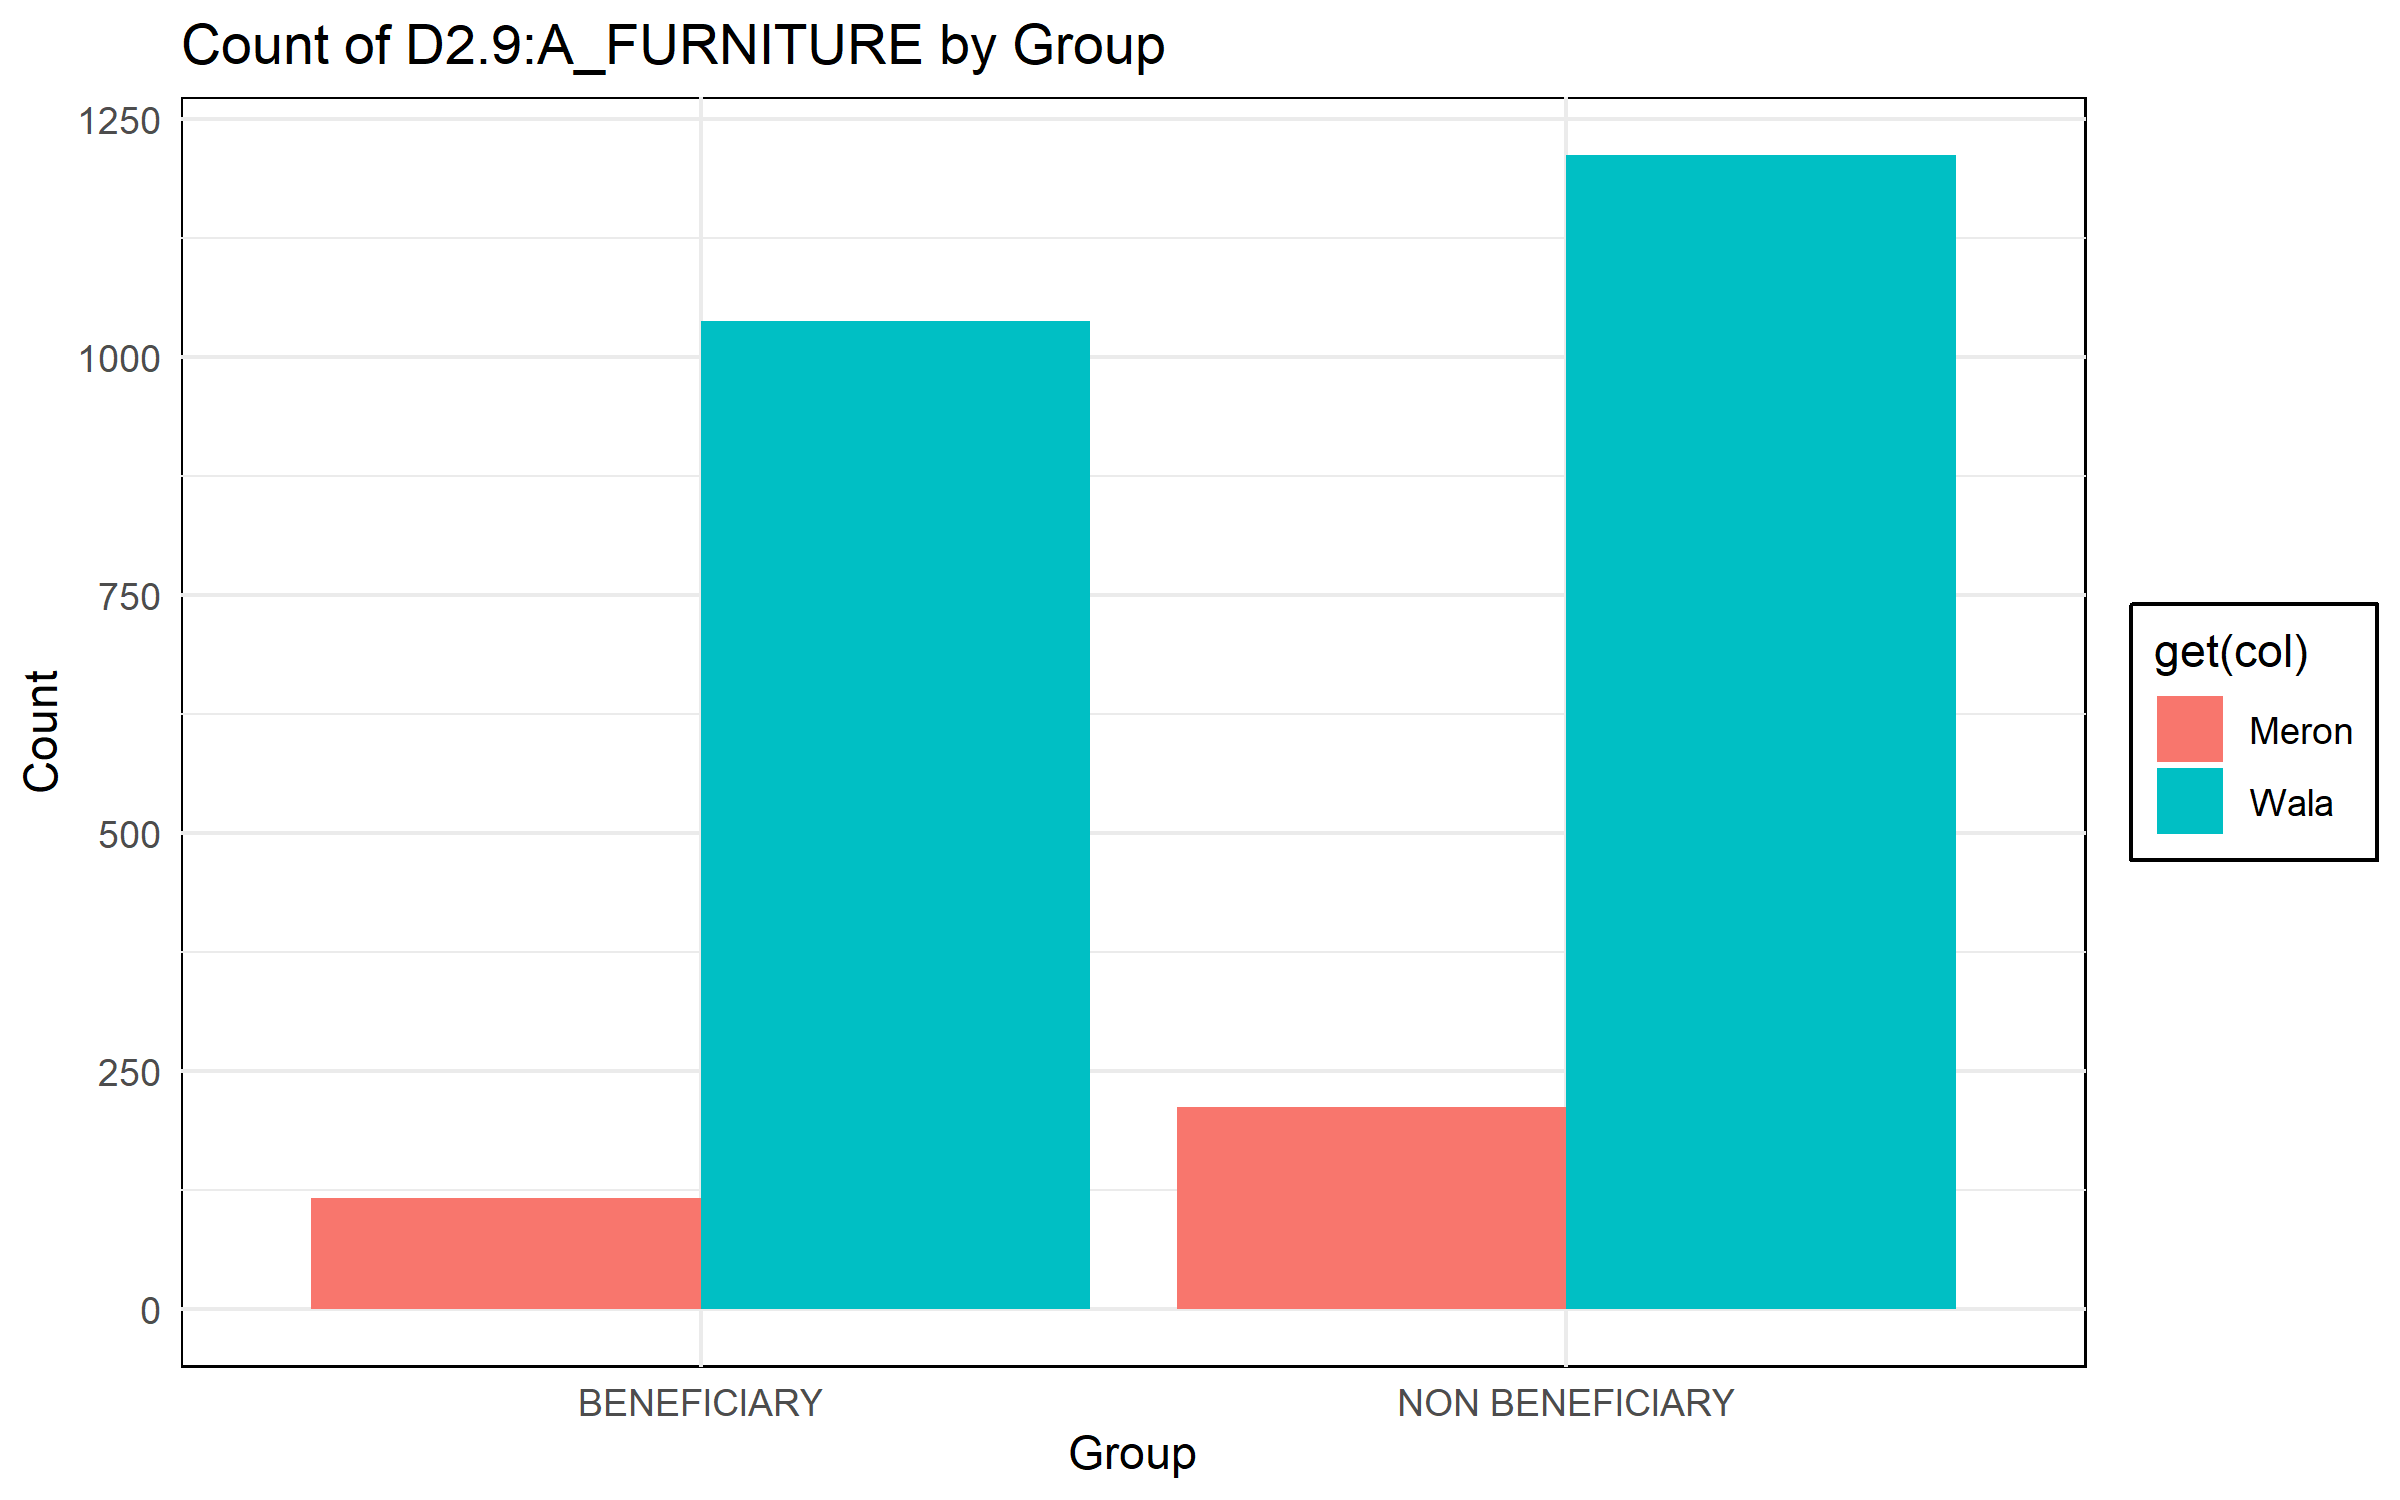 Count of D2.9:A_FURNITURE by Group
1250
1000
750
500
250
0
Count
BENEFICIARY
NON BENEFICIARY
Group
get(col)
Meron
Wala